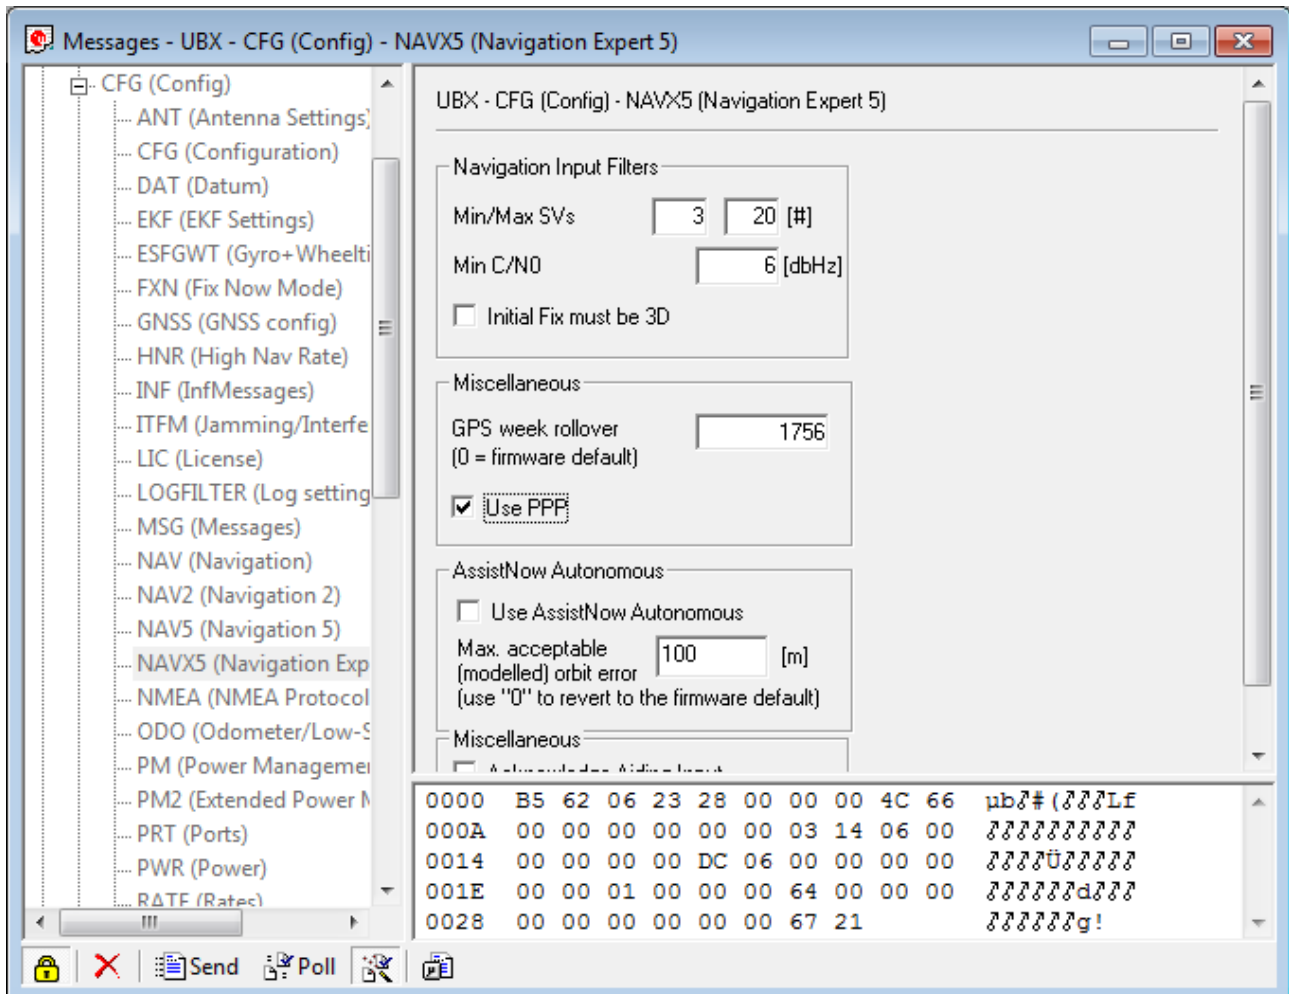 Messages - UBX - CFG (Config) - NAVX5 (Navigation Expert 5)
CFG (Config)
ANT (Antenna Settings)
CFG (Configuration)
DAT (Datum)
EKF (EKF Settings)
ESFGWT (Gyro+Wheelti
FXN (Fix Now Mode)
GNSS (GNSS config)
HNR (High Nav Rate)
INF (InfMessages)
ITFM (Jamming/Interfe
LIC (License)
LOGFILTER (Log setting
MSG (Messages)
NAV (Navigation)
NAV2 (Navigation 2)
NAV5 (Navigation 5)
NAVX5 (Navigation Exp
NMEA (NMEA Protocol
ODO (Odometer/Low-S
PM (Power Managemen
PM2 (Extended Power M
PRT (Ports)
PWR (Power)
RATE (Rates)
UBX - CFG (Config) - NAVX5 (Navigation Expert 5)
Navigation Input Filters
Min/Max SVs 3 20 [#]
Min C/N0 6 [dbHz]
Initial Fix must be 3D
Miscellaneous
GPS week rollover 1756
(0 = firmware default)
Use PPP
AssistNow Autonomous
Use AssistNow Autonomous
Max. acceptable
(modelled) orbit error 100 [m]
(use "0" to revert to the firmware default)
Miscellaneous
Acknowledge Aiding Input
0000 B5 62 06 23 28 00 00 00 4C 66 µb#(Lf
000A 00 00 00 00 00 00 03 14 06 00
0014 00 00 00 00 DC 06 00 00 00 00 Ü
001E 00 00 01 00 00 00 64 00 00 00 d
0028 00 00 00 00 00 00 67 21 g!
Send Poll